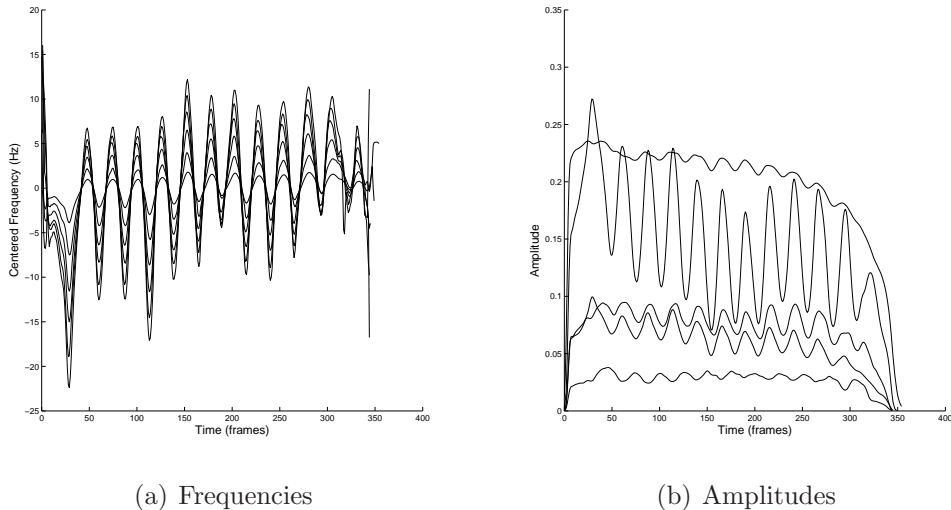 20
15
10
5
0
−5
−10
−15
−20
−25
Centered Frequency (Hz)
0 50 100 150 200 250 300 350 400
Time (frames)
0.35
0.3
0.25
0.2
0.15
0.1
0.05
0
Amplitude
0 50 100 150 200 250 300 350 400
Time (frames)
(a) Frequencies
(b) Amplitudes